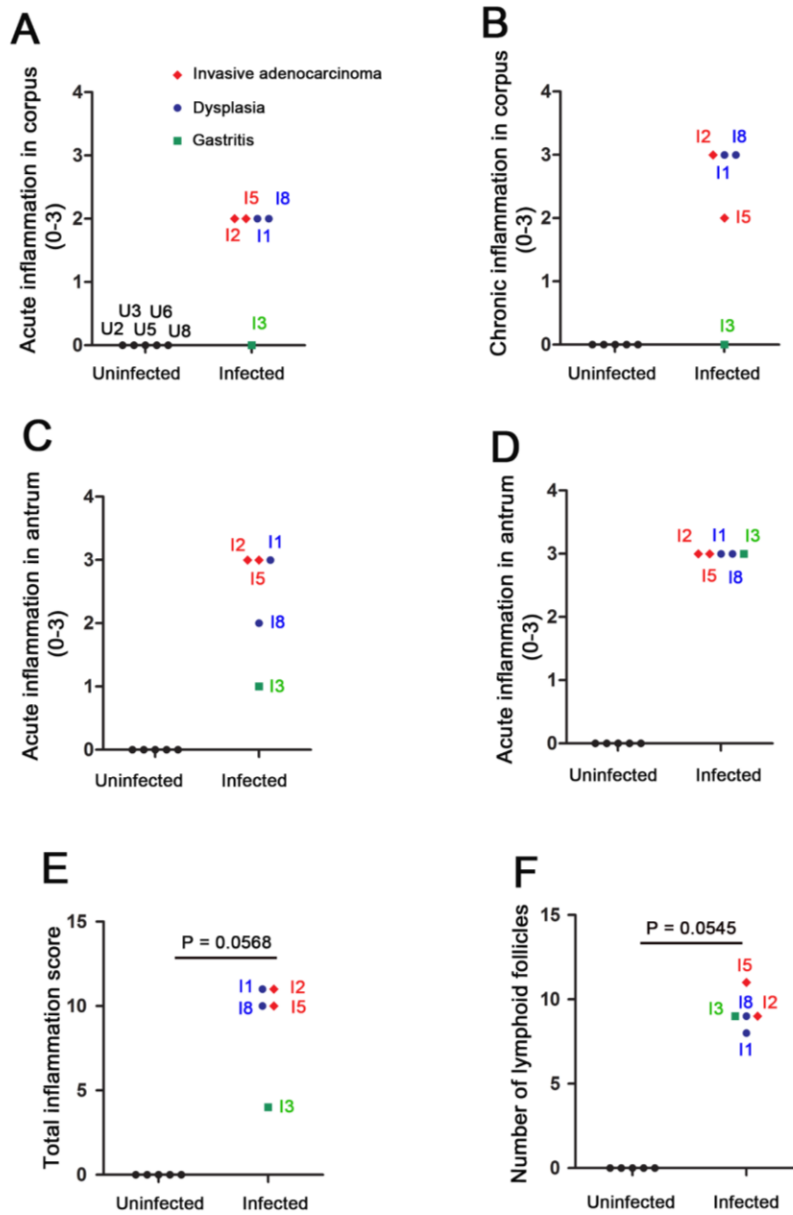 A
Acute inflammation in corpus
(0-3)
4
3
2
1
0
Invasive adenocarcinoma
Dysplasia
Gastritis
I5 I8
I2 I1
U3 U6
U2 U5 U8
I3
Uninfected Infected
B
Chronic inflammation in corpus
(0-3)
4
3
2
1
0
I2 I8
I1
I5
I3
Uninfected Infected
C
Acute inflammation in antrum
(0-3)
4
3
2
1
0
I2 I1
I5
I8
I3
Uninfected Infected
D
Acute inflammation in antrum
(0-3)
4
3
2
1
0
I2 I1 I3
I5 I8
Uninfected Infected
E
Total inflammation score
15
10
5
0
P = 0.0568
I1 I2
I8 I5
I3
Uninfected Infected
F
Number of lymphoid follicles
15
10
5
0
P = 0.0545
I5
I3 I8 I2
I1
Uninfected Infected